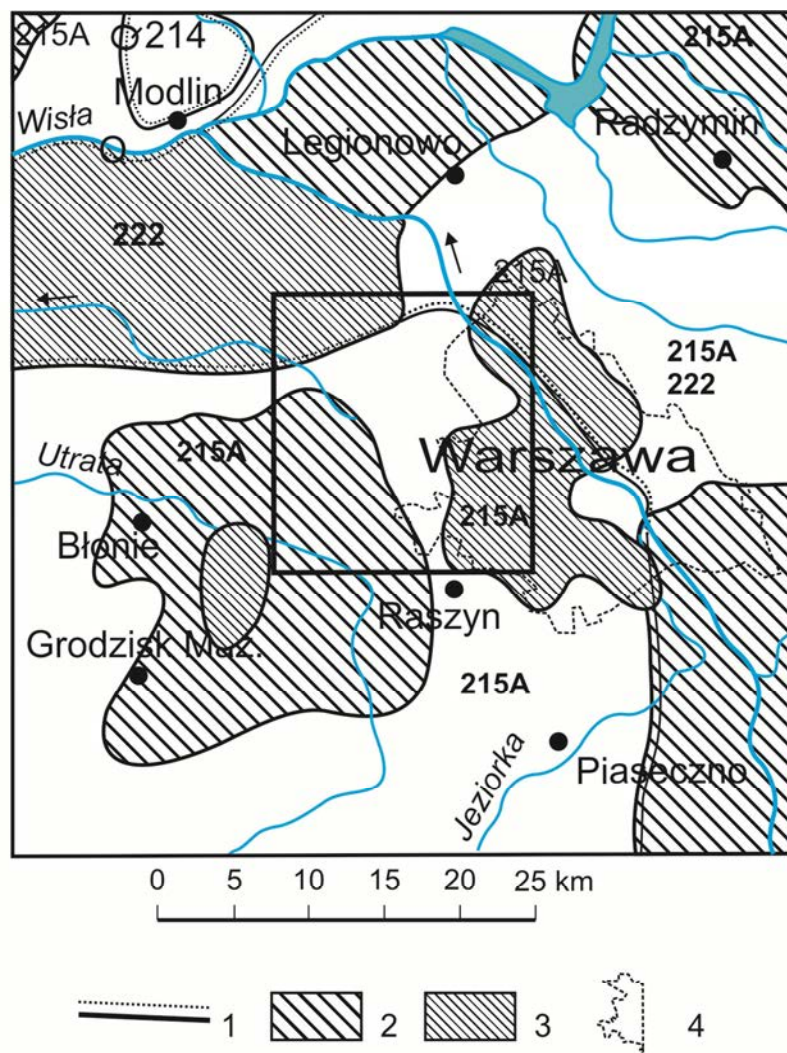 215A
214
215A
Modlin
Wisła
Radzymin
Legionowo
222
215A
215A
222
Utrata
215A
Warszawa
215A
Błonie
Raszyn
Grodzisk Maz.
215A
Jeziorka
Piaseczno
0 5 10 15 20 25 km
1 2 3 4